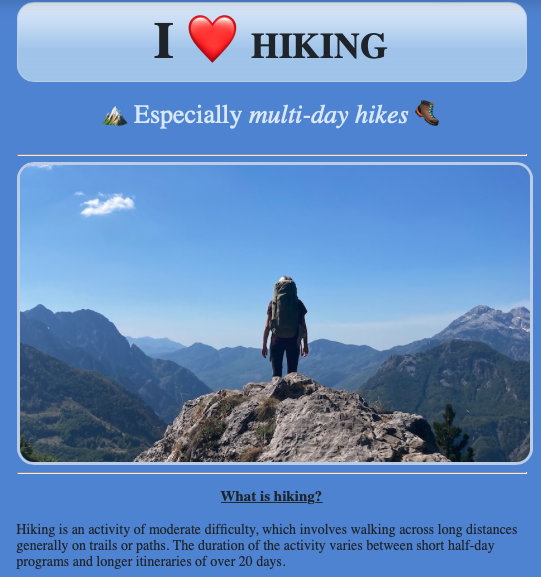 I ❤️ HIKING
🏔️ Especially multi-day hikes 🥾
What is hiking?
Hiking is an activity of moderate difficulty, which involves walking across long distances
generally on trails or paths. The duration of the activity varies between short half-day
programs and longer itineraries of over 20 days.